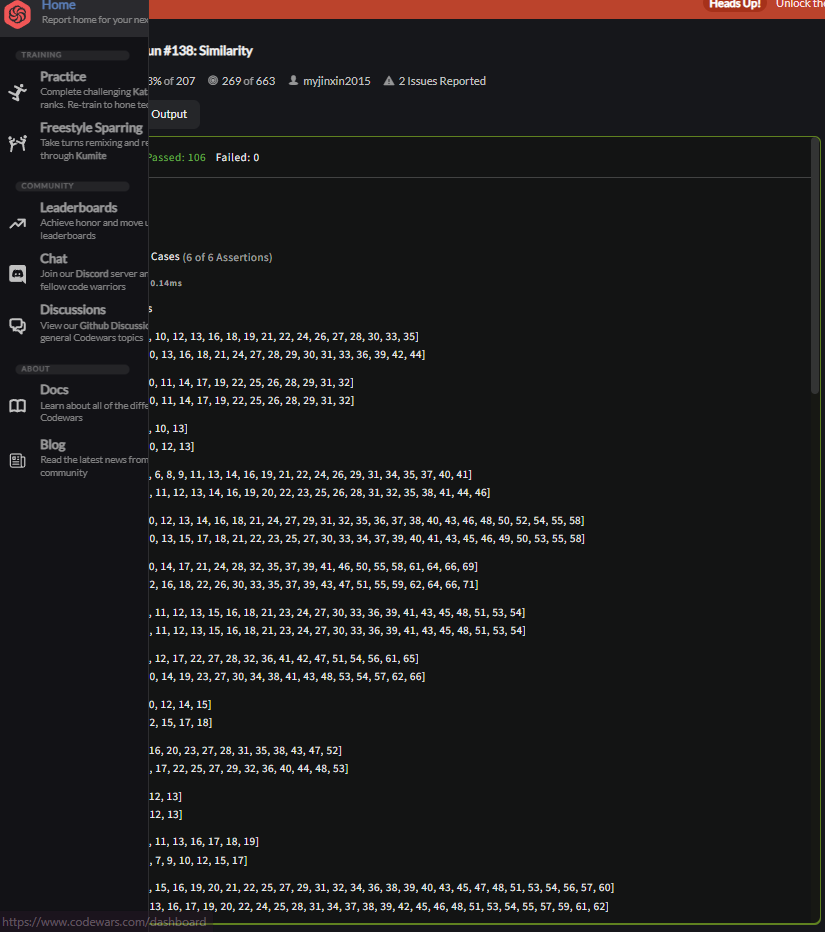 Home
Report home for your nex
TRAINING
Practice
Complete challenging Kat
ranks. Re-train to hone tec
Freestyle Sparring
Take turns remixing and re
through Kumite
COMMUNITY
Leaderboards
Achieve honor and move u
leaderboards
Chat
Join our Discord server an
fellow code warriors
Discussions
View our Github Discussio
general Codewars topics
ABOUT
Docs
Learn about all of the diffe
Codewars
Blog
Read the latest news from
community
https://www.codewars.com/dashboard
Heads Up! Unlock the
un #138: Similarity
8% of 207 269 of 663 myjinxin2015 2 Issues Reported
Output
Passed: 106 Failed: 0
Cases (6 of 6 Assertions)
0.14ms
s
, 10, 12, 13, 16, 18, 19, 21, 22, 24, 26, 27, 28, 30, 33, 35]
0, 13, 16, 18, 21, 24, 27, 28, 29, 30, 31, 33, 36, 39, 42, 44]
0, 11, 14, 17, 19, 22, 25, 26, 28, 29, 31, 32]
0, 11, 14, 17, 19, 22, 25, 26, 28, 29, 31, 32]
, 10, 13]
0, 12, 13]
, 6, 8, 9, 11, 13, 14, 16, 19, 21, 22, 24, 26, 29, 31, 34, 35, 37, 40, 41]
, 11, 12, 13, 14, 16, 19, 20, 22, 23, 25, 26, 28, 31, 32, 35, 38, 41, 44, 46]
0, 12, 13, 14, 16, 18, 21, 24, 27, 29, 31, 32, 35, 36, 37, 38, 40, 43, 46, 48, 50, 52, 54, 55, 58]
0, 13, 15, 17, 18, 21, 22, 23, 25, 27, 30, 33, 34, 37, 39, 40, 41, 43, 45, 46, 49, 50, 53, 55, 58]
0, 14, 17, 21, 24, 28, 32, 35, 37, 39, 41, 46, 50, 55, 58, 61, 64, 66, 69]
2, 16, 18, 22, 26, 30, 33, 35, 37, 39, 43, 47, 51, 55, 59, 62, 64, 66, 71]
, 11, 12, 13, 15, 16, 18, 21, 23, 24, 27, 30, 33, 36, 39, 41, 43, 45, 48, 51, 53, 54]
, 11, 12, 13, 15, 16, 18, 21, 23, 24, 27, 30, 33, 36, 39, 41, 43, 45, 48, 51, 53, 54]
, 12, 17, 22, 27, 28, 32, 36, 41, 42, 47, 51, 54, 56, 61, 65]
0, 14, 19, 23, 27, 30, 34, 38, 41, 43, 48, 53, 54, 57, 62, 66]
0, 12, 14, 15]
2, 15, 17, 18]
16, 20, 23, 27, 28, 31, 35, 38, 43, 47, 52]
, 17, 22, 25, 27, 29, 32, 36, 40, 44, 48, 53]
12, 13]
12, 13]
, 11, 13, 16, 17, 18, 19]
, 7, 9, 10, 12, 15, 17]
, 15, 16, 19, 20, 21, 22, 25, 27, 29, 31, 32, 34, 36, 38, 39, 40, 43, 45, 47, 48, 51, 53, 54, 56, 57, 60]
13, 16, 17, 19, 20, 22, 24, 25, 28, 31, 34, 37, 38, 39, 42, 45, 46, 48, 51, 53, 54, 55, 57, 59, 61, 62]